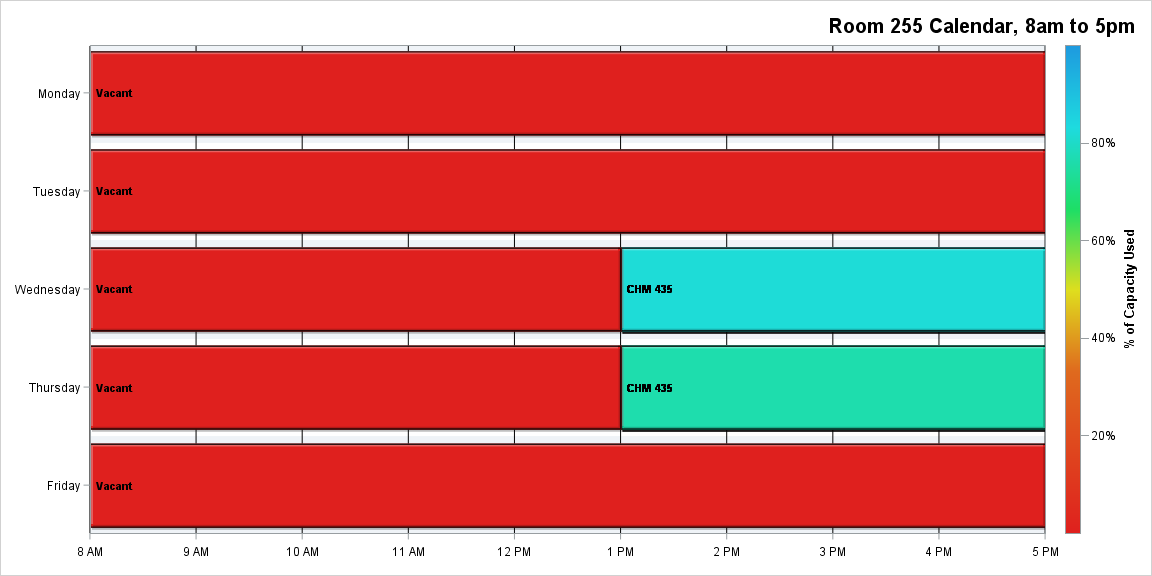 Room 255 Calendar, 8am to 5pm
Monday
Vacant
Tuesday
Vacant
Wednesday
Vacant
CHM 435
Thursday
Vacant
CHM 435
Friday
Vacant
8 AM
9 AM
10 AM
11 AM
12 PM
1 PM
2 PM
3 PM
4 PM
5 PM
80%
60%
40%
20%
% of Capacity Used